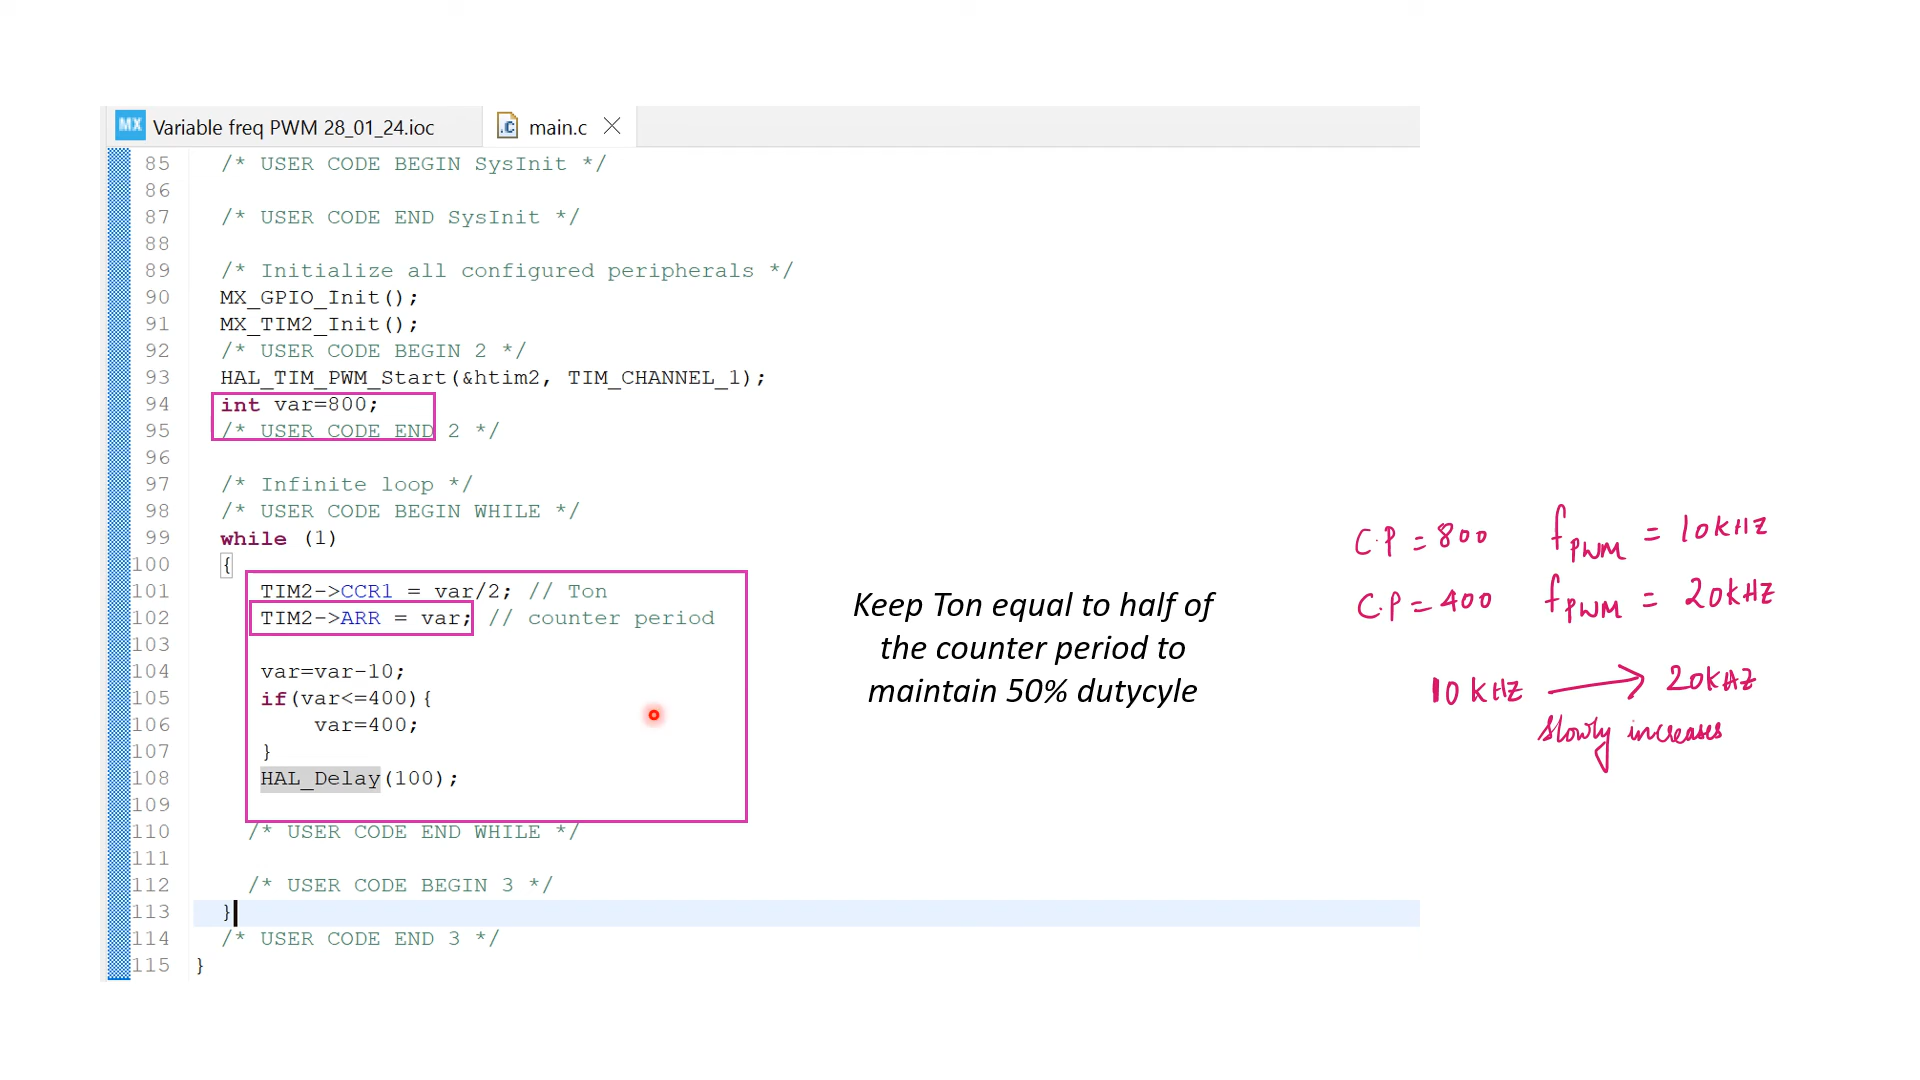 MX Variable freq PWM 28_01_24.ioc
.c main.c
85 /* USER CODE BEGIN SysInit */
86
87 /* USER CODE END SysInit */
88
89 /* Initialize all configured peripherals */
90 MX_GPIO_Init();
91 MX_TIM2_Init();
92 /* USER CODE BEGIN 2 */
93 HAL_TIM_PWM_Start(&htim2, TIM_CHANNEL_1);
94 int var=800;
95 /* USER CODE END 2 */
96
97 /* Infinite loop */
98 /* USER CODE BEGIN WHILE */
99 while (1)
100 {
101 TIM2->CCR1 = var/2; // Ton
102 TIM2->ARR = var; // counter period
103
104 var=var-10;
105 if(var<=400){
106 var=400;
107 }
108 HAL_Delay(100);
109
110 /* USER CODE END WHILE */
111
112 /* USER CODE BEGIN 3 */
113 }
114 /* USER CODE END 3 */
115 }
Keep Ton equal to half of
the counter period to
maintain 50% dutycyle
C.P = 800 fPWM = 10kHZ
C.P = 400 fPWM = 20kHZ
10 kHZ → 20kHZ
slowly increases